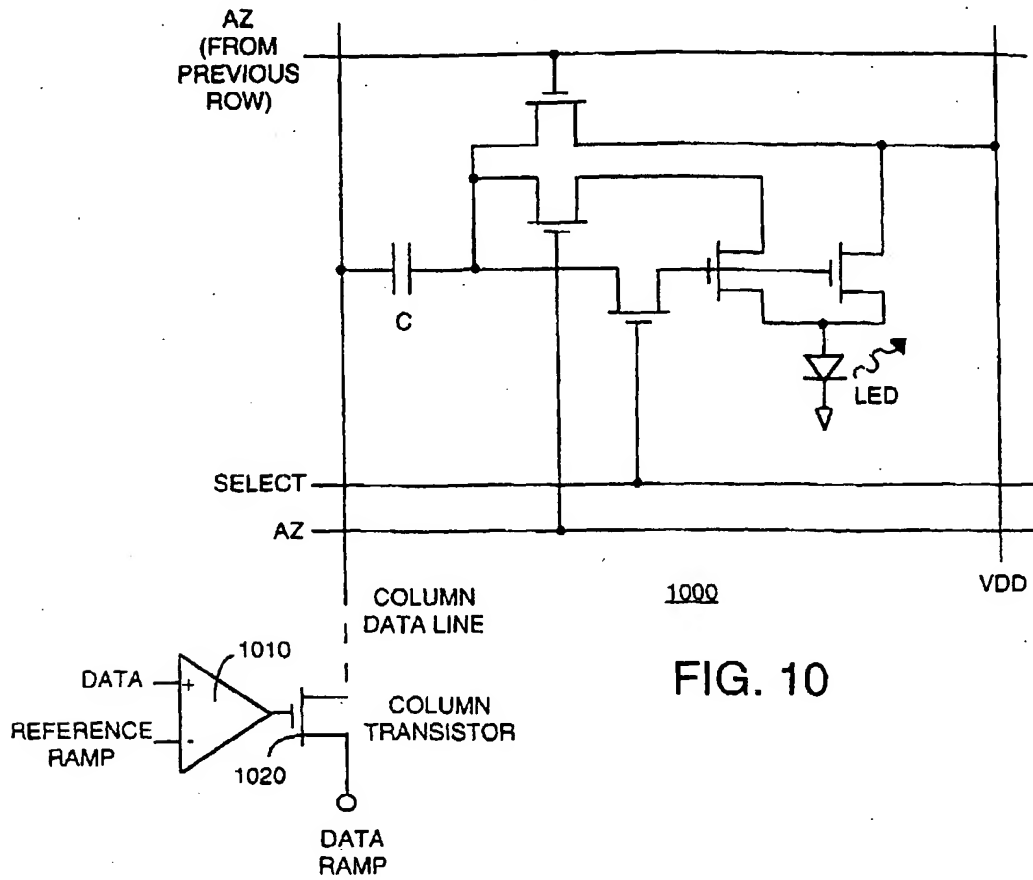 AZ
(FROM
PREVIOUS
ROW)
C
LED
SELECT
AZ
VDD
1000
COLUMN
DATA LINE
1010
DATA
+
FIG. 10
REFERENCE
RAMP
-
COLUMN
TRANSISTOR
1020
DATA
RAMP